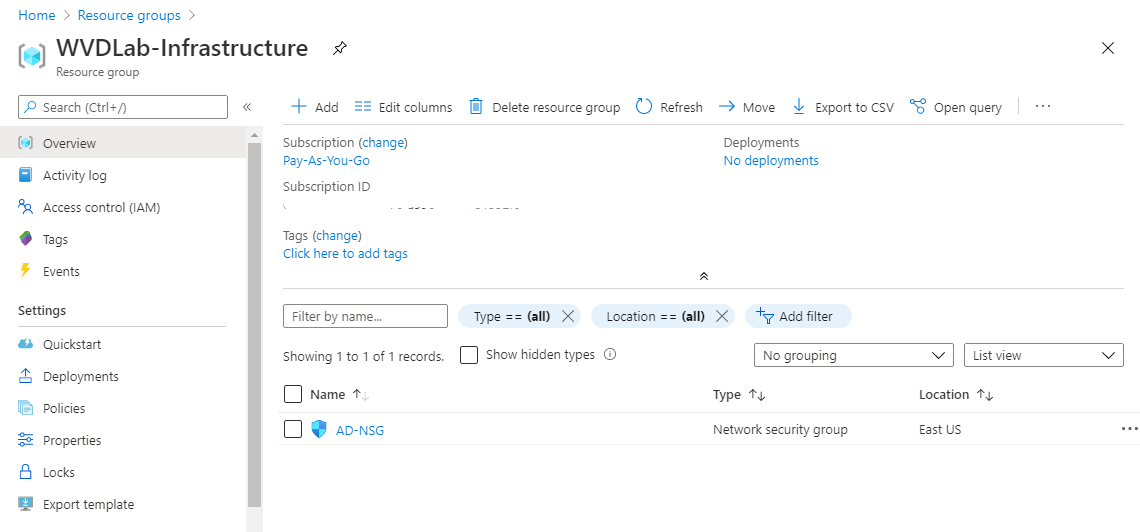 Home > Resource groups >
WVDLab-Infrastructure
Resource group
Search (Ctrl+/)
«
Overview
Activity log
Access control (IAM)
Tags
Events
Settings
Quickstart
Deployments
Policies
Properties
Locks
Export template
+ Add
Edit columns
Delete resource group
Refresh
Move
Export to CSV
Open query
...
Subscription (change)
Pay-As-You-Go
Subscription ID
Deployments
No deployments
Tags (change)
Click here to add tags
Filter by name...
Type == (all)
Location == (all)
Add filter
Showing 1 to 1 of 1 records.
Show hidden types
No grouping
List view
Name
Type
Location
AD-NSG
Network security group
East US
...